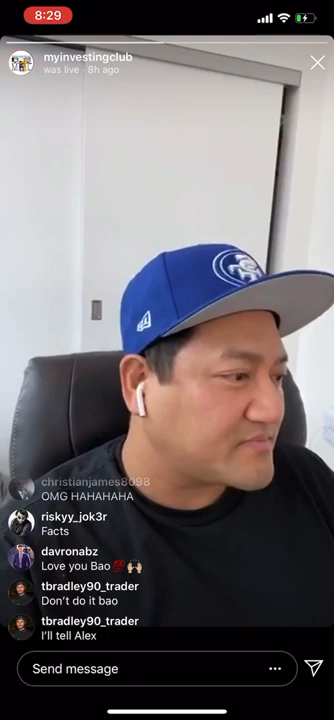 8:29
myinvestingclub
was live · 8h ago
christianjames8098
OMG HAHAHAHA
riskyy_jok3r
Facts
davronabz
Love you Bao💯🙌🏻
tbradley90_trader
Don't do it bao
tbradley90_trader
I'll tell Alex
Send message